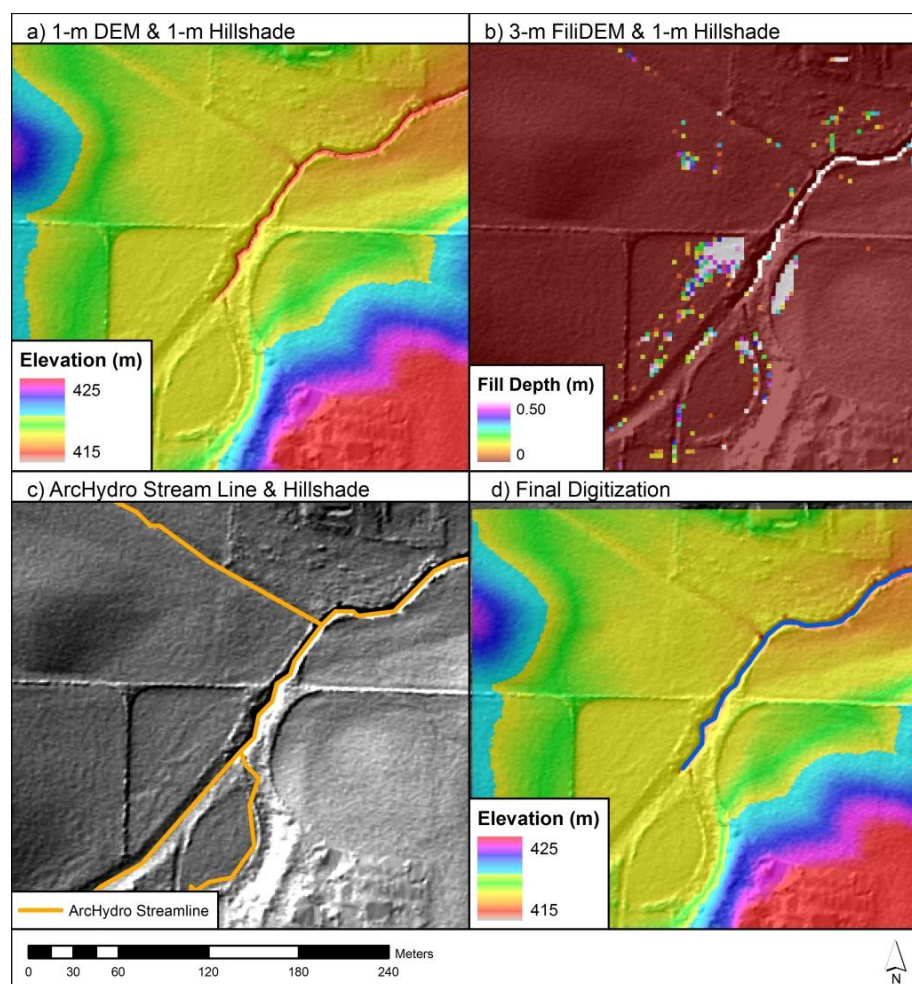 a) 1-m DEM & 1-m Hillshade
b) 3-m FillDEM & 1-m Hillshade
Elevation (m)
425
415
Fill Depth (m)
0.50
0
c) ArcHydro Stream Line & Hillshade
d) Final Digitization
ArcHydro Streamline
Elevation (m)
425
415
Meters
0 30 60 120 180 240
N